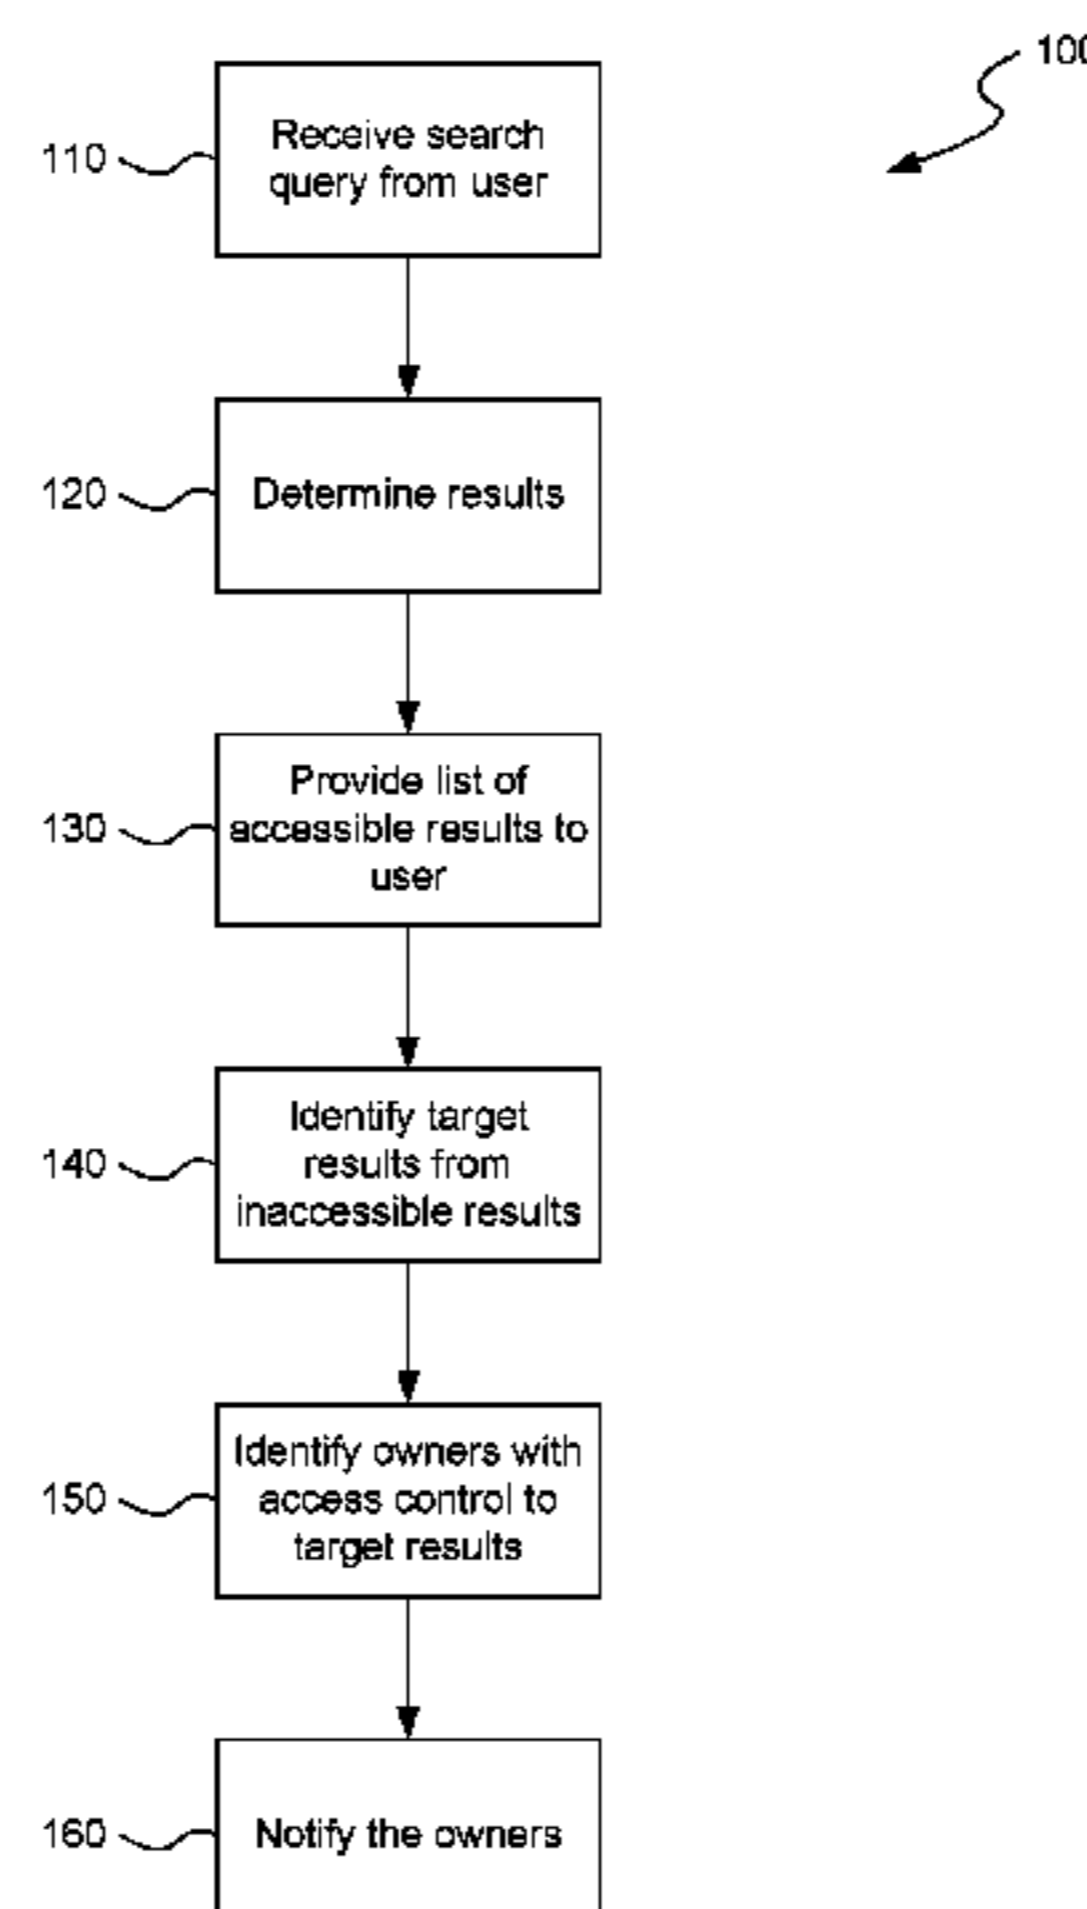 100
110
Receive search
query from user
120
Determine results
130
Provide list of
accessible results to
user
140
Identify target
results from
inaccessible results
150
Identify owners with
access control to
target results
160
Notify the owners